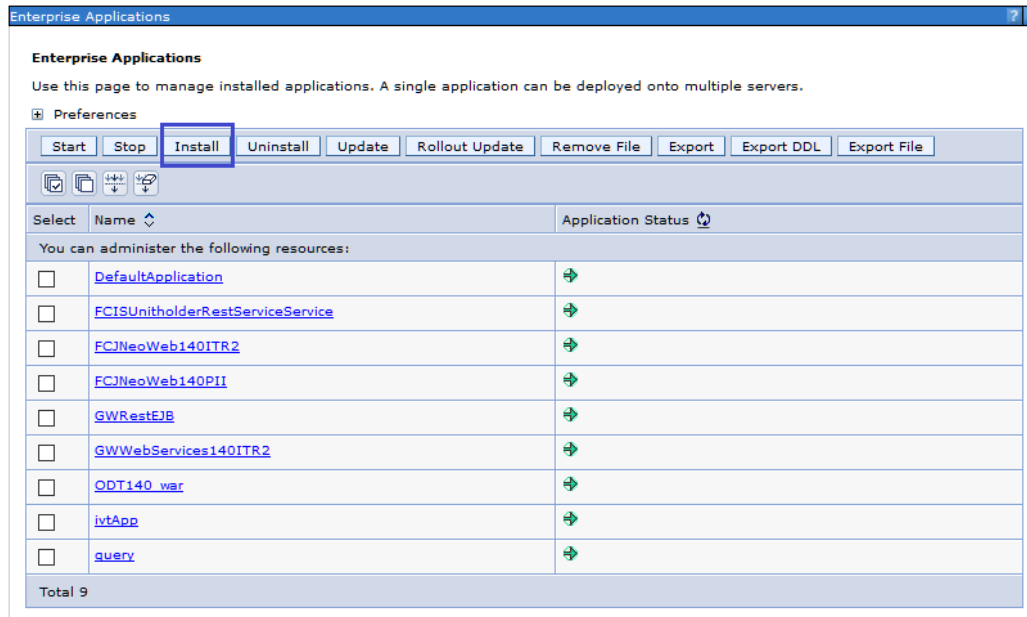 Enterprise Applications
?
Enterprise Applications
Use this page to manage installed applications. A single application can be deployed onto multiple servers.
Preferences
Start Stop Install Uninstall Update Rollout Update Remove File Export Export DDL Export File
Select Name Application Status
You can administer the following resources:
DefaultApplication
FCISUnitholderRestServiceService
FCJNeoWeb140ITR2
FCJNeoWeb140PII
GWRestEJB
GWWebServices140ITR2
ODT140_war
ivtApp
query
Total 9